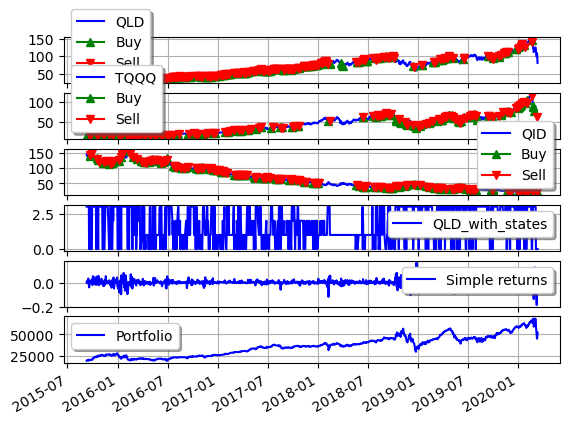 QLD
Buy
Sell
150
100
50
TQQQ
Buy
Sell
100
50
QID
Buy
Sell
150
100
50
QLD_with_states
2.5
0.0
Simple returns
0.0
−0.2
Portfolio
50000
25000
2015-07
2016-01
2016-07
2017-01
2017-07
2018-01
2018-07
2019-01
2019-07
2020-01